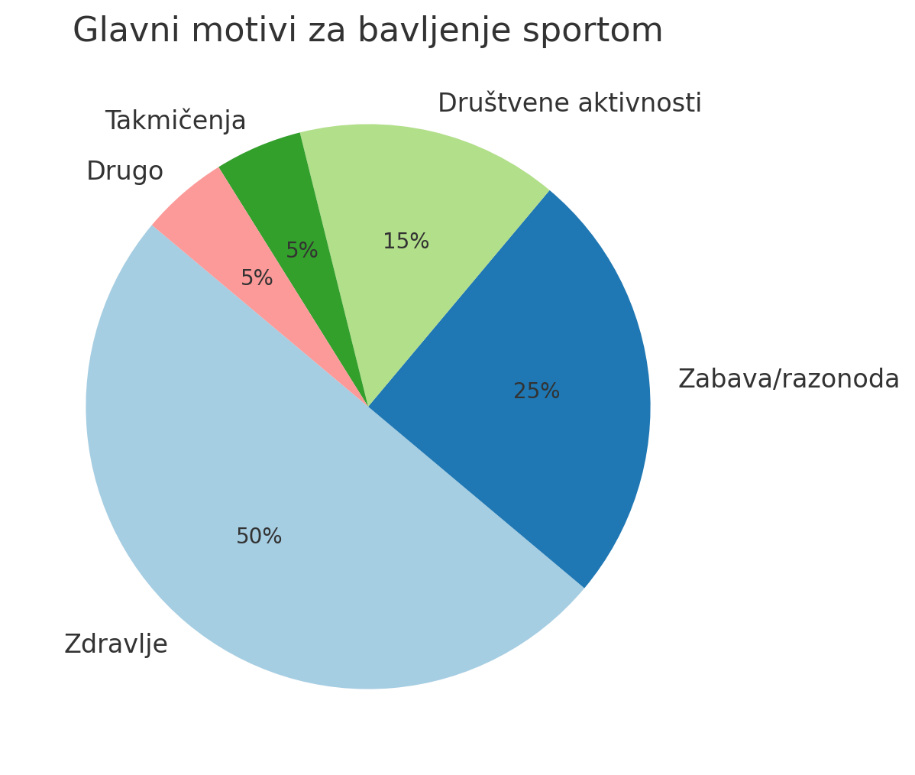 Glavni motivi za bavljenje sportom
Društvene aktivnosti
Takmičenja
Drugo
15%
5%
5%
Zabava/razonoda
25%
50%
Zdravlje